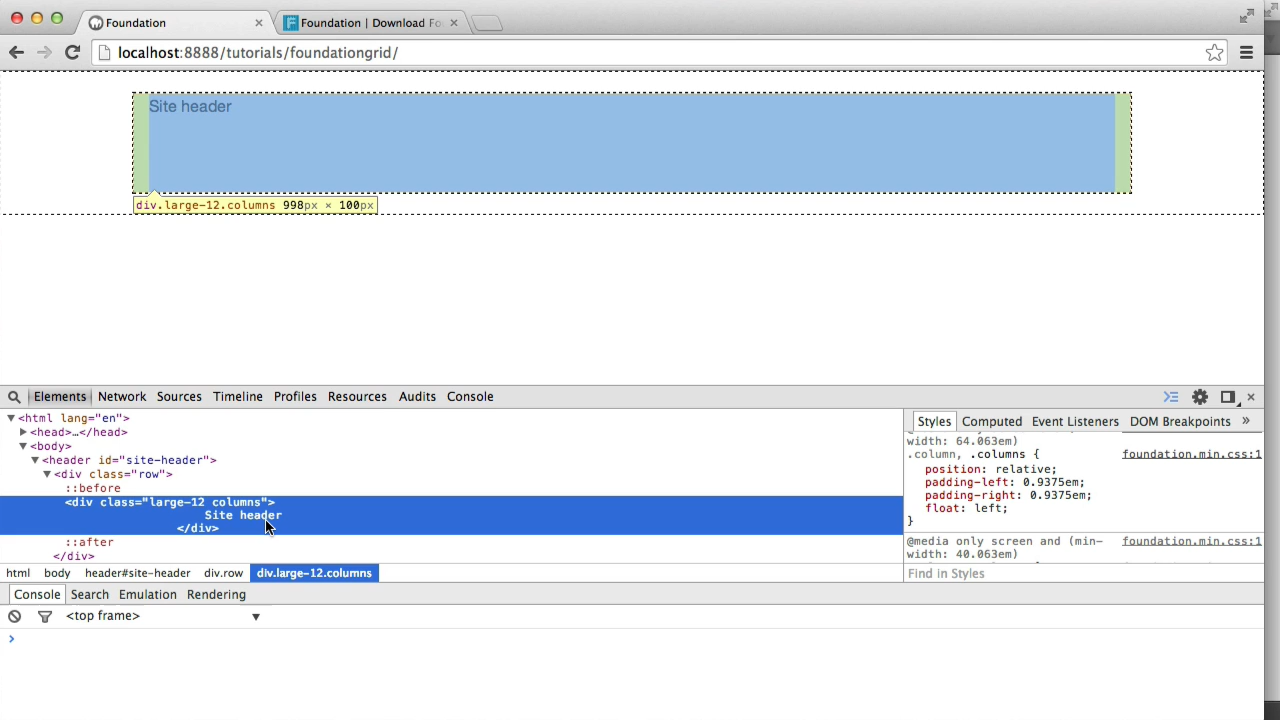 Foundation
Foundation | Download Fo
localhost:8888/tutorials/foundationgrid/
Site header
div.large-12.columns 998px × 100px
Elements Network Sources Timeline Profiles Resources Audits Console
<html lang="en">
<head>…</head>
<body>
<header id="site-header">
<div class="row">
::before
<div class="large-12 columns">
Site header
</div>
::after
</div>
html body header#site-header div.row div.large-12.columns
Styles Computed Event Listeners DOM Breakpoints »
width: 64.063em)
.column, .columns { foundation.min.css:1
position: relative;
padding-left: 0.9375em;
padding-right: 0.9375em;
float: left;
}
@media only screen and (min- foundation.min.css:1
width: 40.063em)
Find in Styles
Console Search Emulation Rendering
<top frame>